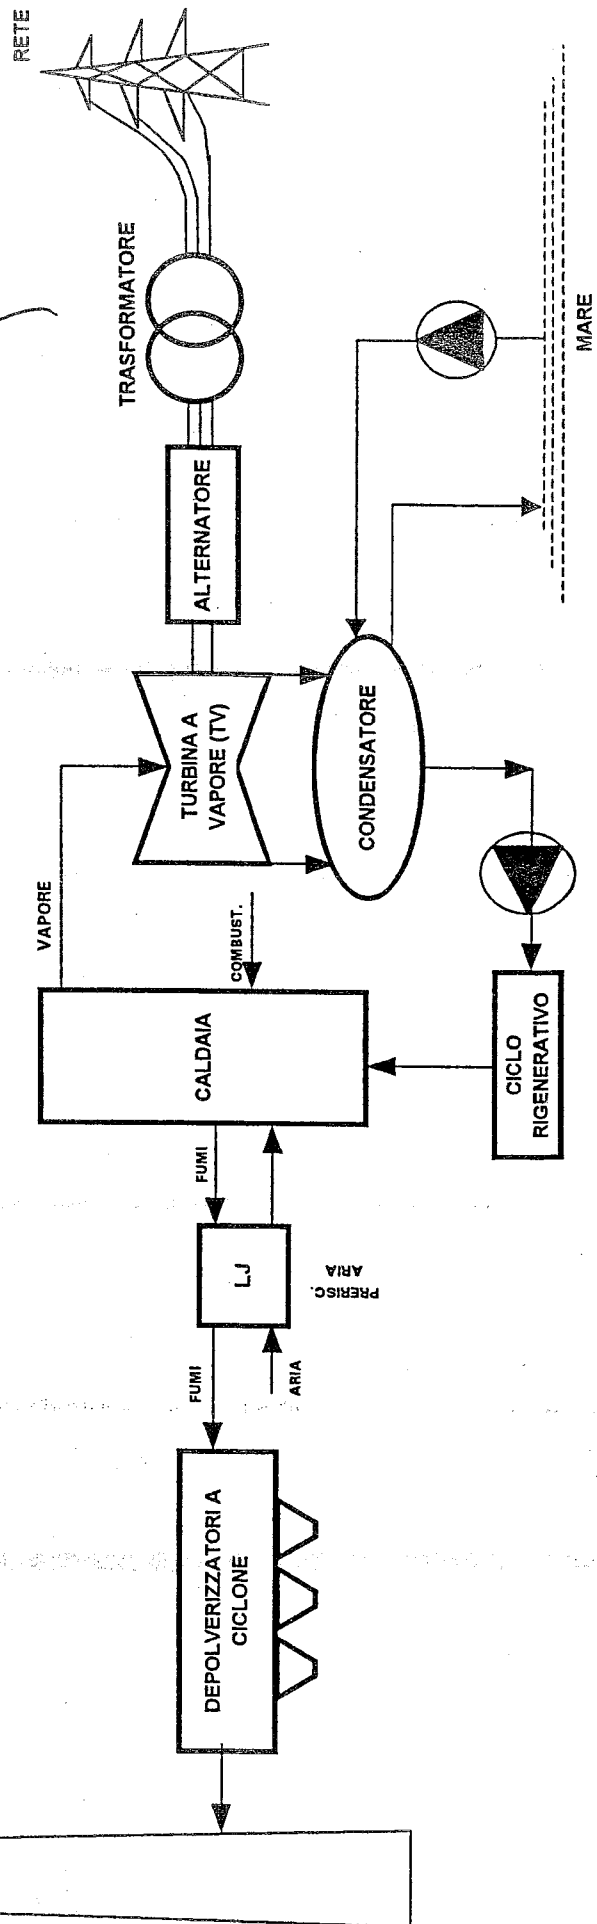 RETE
TRASFORMATORE
ALTERNATORE
TURBINA A
VAPORE (TV)
CONDENSATORE
MARE
VAPORE
COMBUST.
CALDAIA
CICLO
RIGENERATIVO
FUMI
LJ
PRERISC.
ARIA
FUMI
ARIA
DEPOLVERIZZATORI A
CICLONE